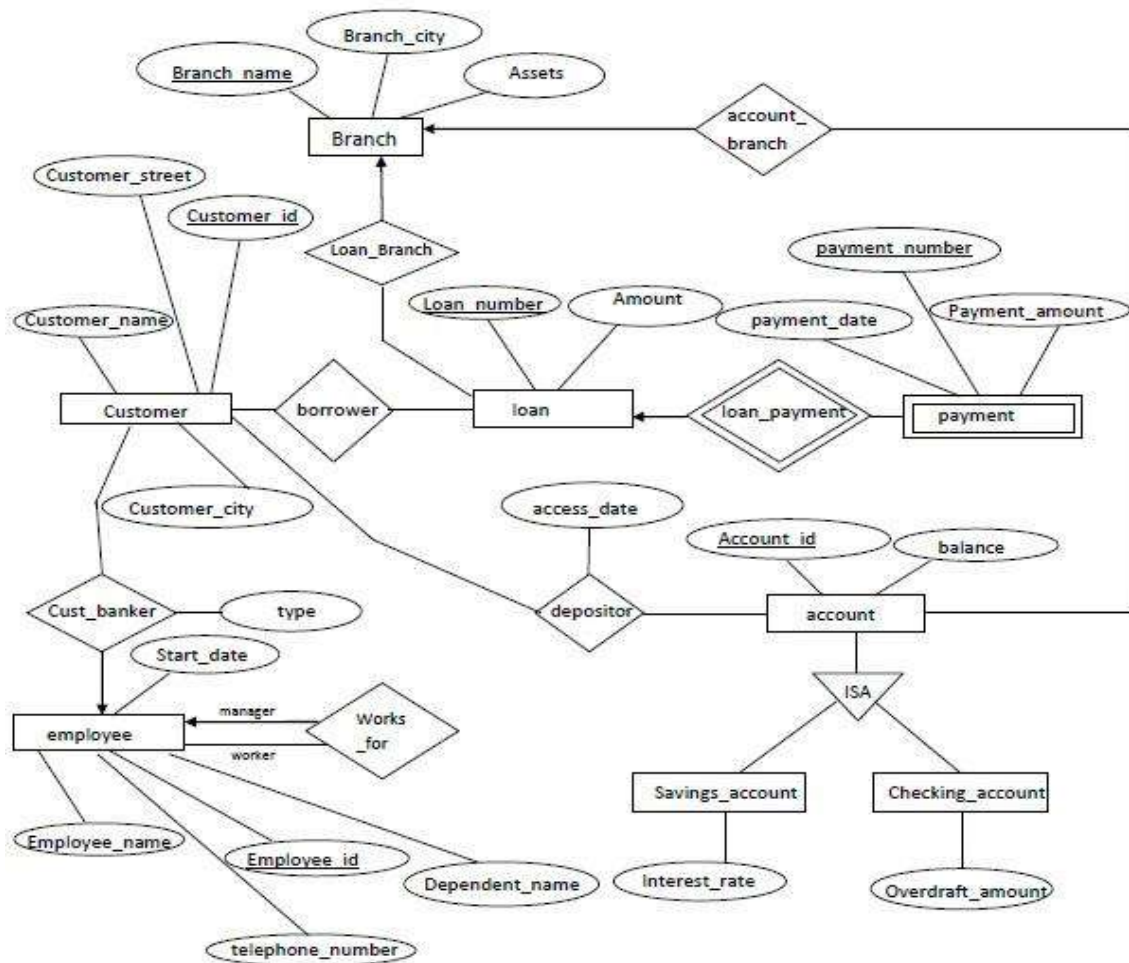 Branch_city
Branch_name
Assets
Branch
account_
branch
Customer_street
Customer_id
Loan_Branch
payment_number
Loan_number
Amount
Customer_name
payment_date
Payment_amount
Customer
borrower
loan
loan_payment
payment
Customer_city
access_date
Account_id
balance
Cust_banker
type
depositor
account
Start_date
ISA
manager
Works
_for
employee
worker
Savings_account
Checking_account
Employee_name
Employee_id
Dependent_name
Interest_rate
Overdraft_amount
telephone_number